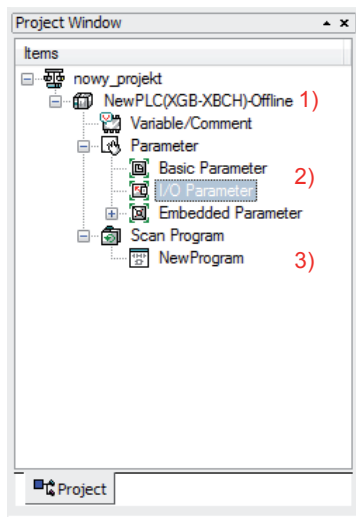 Project Window
Items
nowy_projekt
NewPLC(XGB-XBCH)-Offline 1)
Variable/Comment
Parameter
Basic Parameter
2)
I/O Parameter
Embedded Parameter
Scan Program
NewProgram 3)
Project